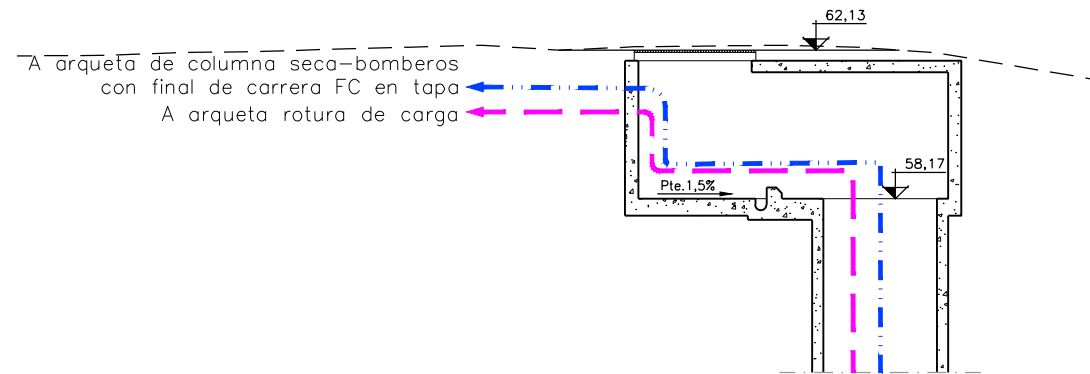 62,13
A arqueta de columna seca-bomberos
con final de carrera FC en tapa
A arqueta rotura de carga
58,17
Pte.1,5%